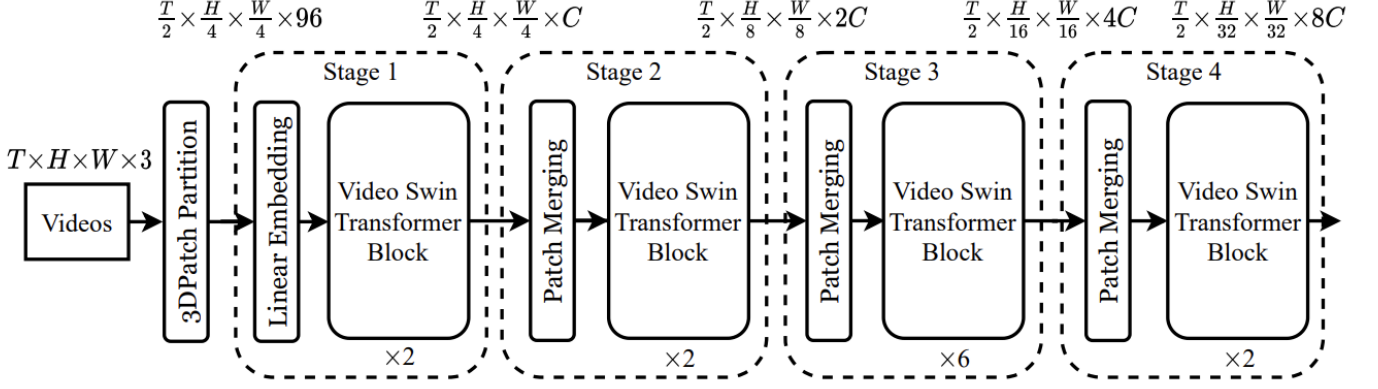 T/2 × H/4 × W/4 × 96
T/2 × H/4 × W/4 × C
T/2 × H/8 × W/8 × 2C
T/2 × H/16 × W/16 × 4C
T/2 × H/32 × W/32 × 8C
T×H×W×3
Videos
3DPatch Partition
Stage 1
Linear Embedding
Video Swin
Transformer
Block
×2
Stage 2
Patch Merging
Video Swin
Transformer
Block
×2
Stage 3
Patch Merging
Video Swin
Transformer
Block
×6
Stage 4
Patch Merging
Video Swin
Transformer
Block
×2